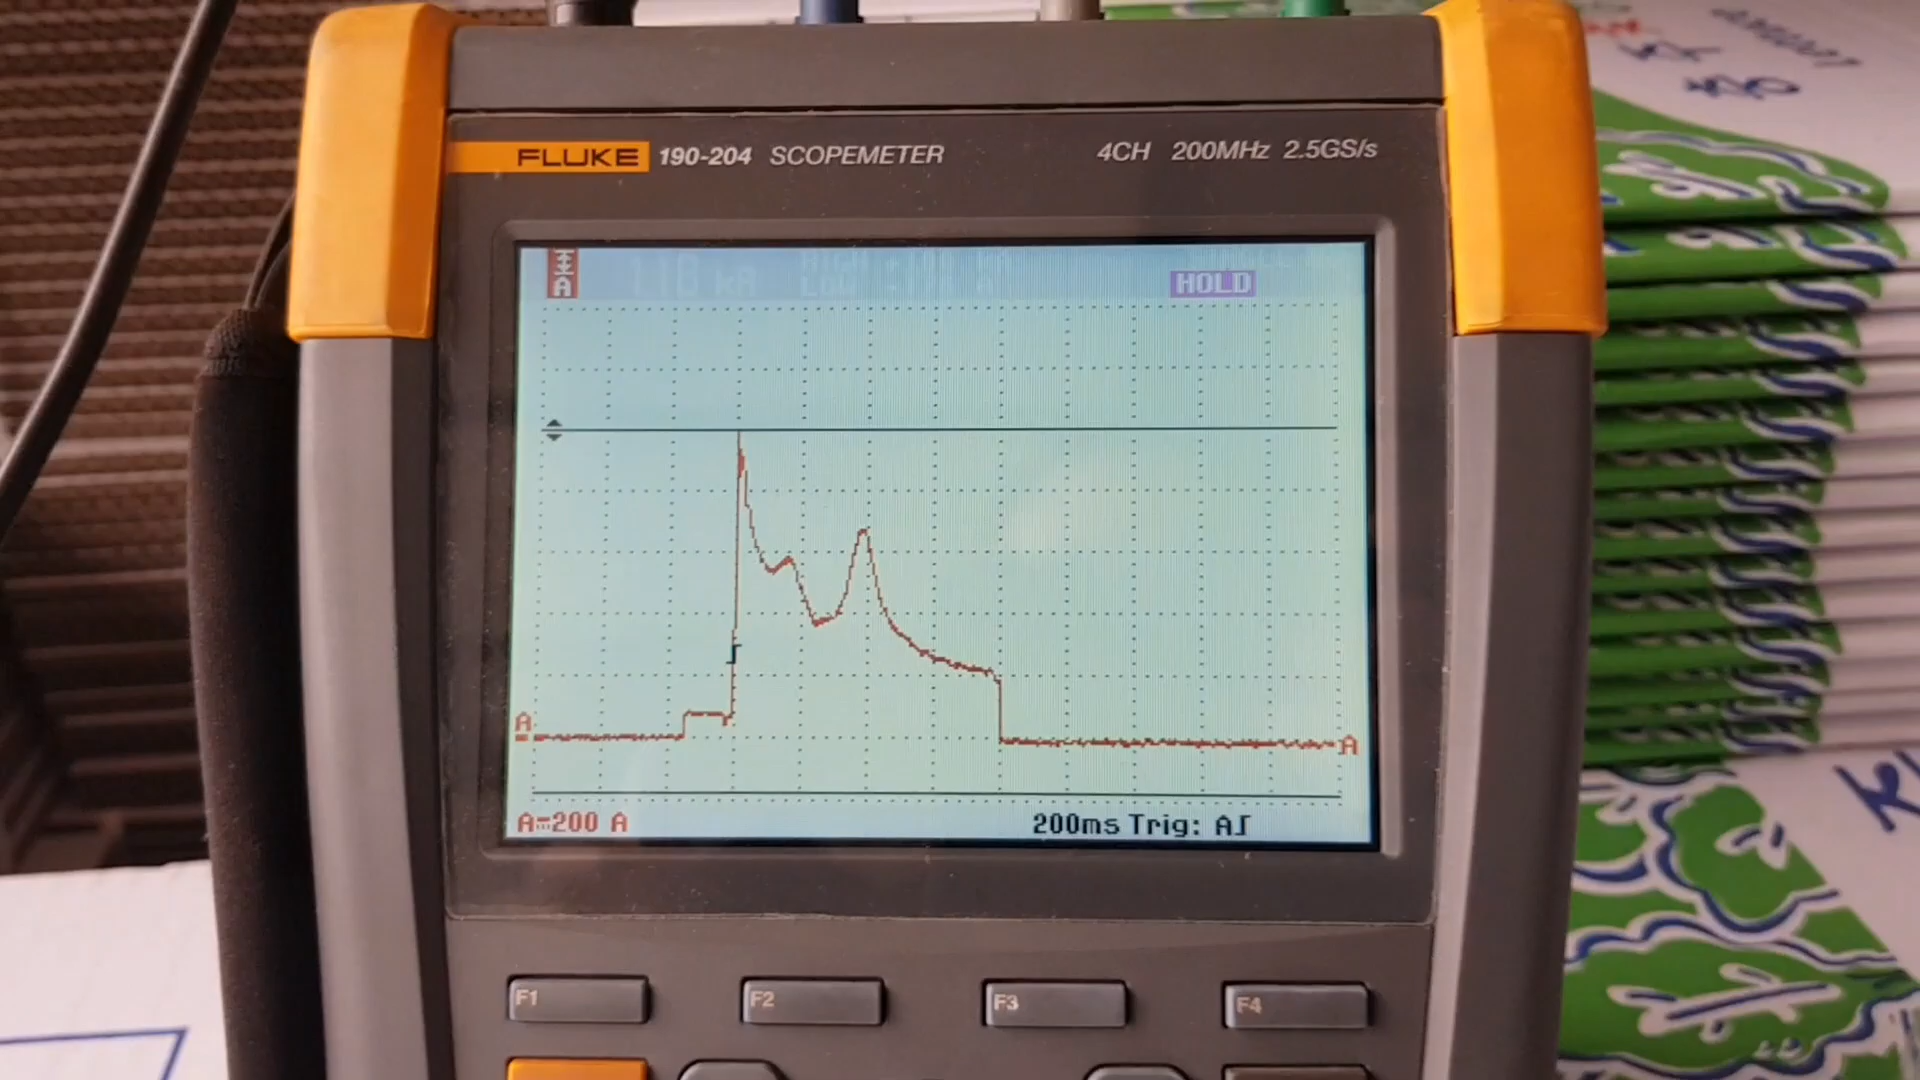 FLUKE 190-204 SCOPEMETER 4CH 200MHz 2.5GS/s
A
HOLD
A
A
A 200 A
200ms Trig: A
F1
F2
F3
F4